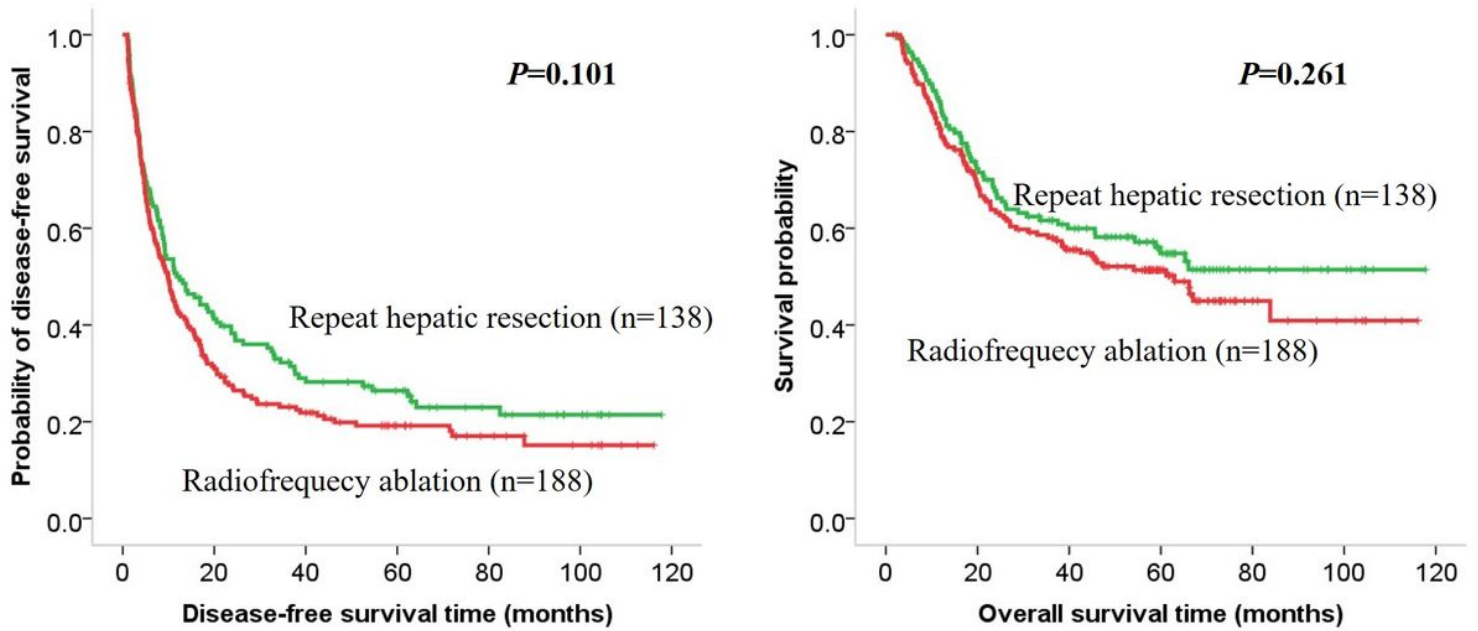 1.0
0.8
0.6
0.4
0.2
0.0
Probability of disease-free survival
P=0.101
Repeat hepatic resection (n=138)
Radiofrequecy ablation (n=188)
0 20 40 60 80 100 120
Disease-free survival time (months)
1.0
0.8
0.6
0.4
0.2
0.0
Survival probability
P=0.261
Repeat hepatic resection (n=138)
Radiofrequecy ablation (n=188)
0 20 40 60 80 100 120
Overall survival time (months)